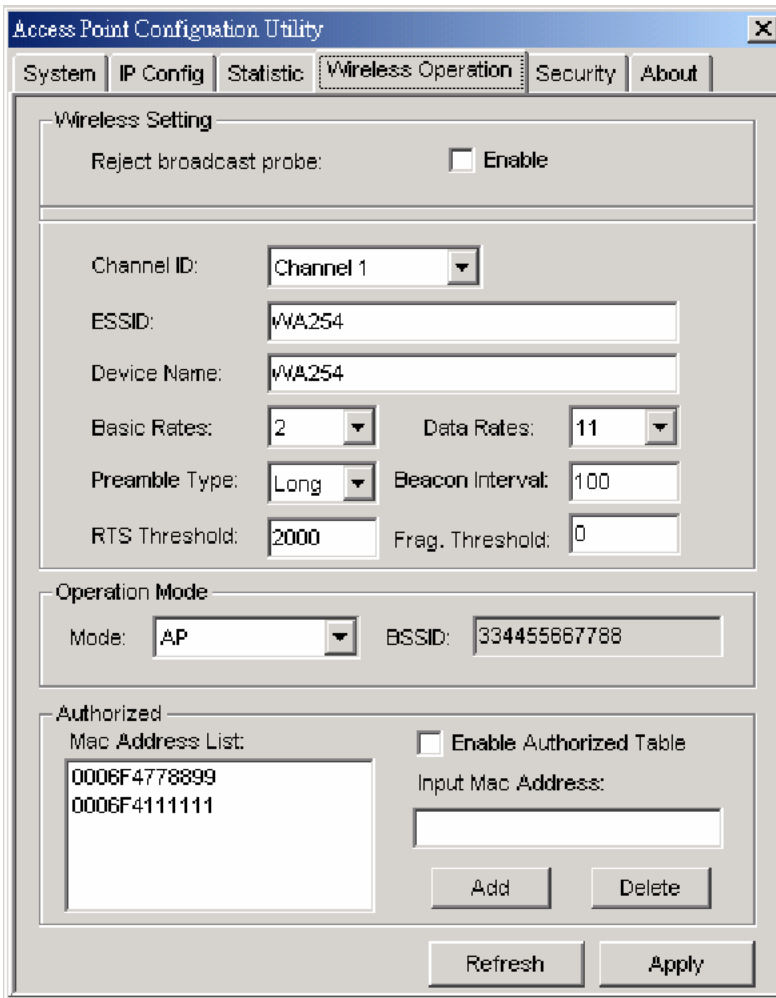 Access Point Configuation Utility
System IP Config Statistic Wireless Operation Security About
Wireless Setting
Reject broadcast probe: Enable
Channel ID: Channel 1
ESSID: WA254
Device Name: WA254
Basic Rates: 2 Data Rates: 11
Preamble Type: Long Beacon Interval: 100
RTS Threshold: 2000 Frag. Threshold: 0
Operation Mode
Mode: AP BSSID: 334455667788
Authorized
Mac Address List: Enable Authorized Table
0006F4778899
Input Mac Address:
0006F4111111
Add Delete
Refresh Apply